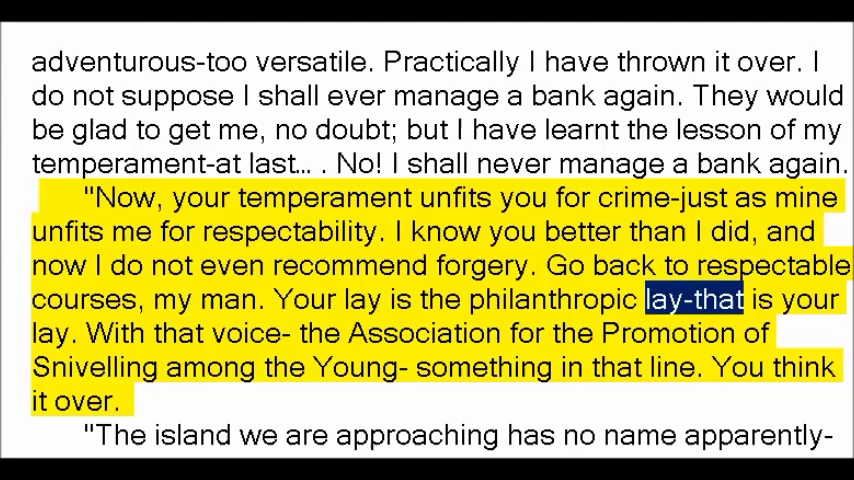 adventurous-too versatile. Practically I have thrown it over. I
do not suppose I shall ever manage a bank again. They would
be glad to get me, no doubt; but I have learnt the lesson of my
temperament-at last... . No! I shall never manage a bank again.
"Now, your temperament unfits you for crime-just as mine
unfits me for respectability. I know you better than I did, and
now I do not even recommend forgery. Go back to respectable
courses, my man. Your lay is the philanthropic lay-that is your
lay. With that voice- the Association for the Promotion of
Snivelling among the Young- something in that line. You think
it over.
"The island we are approaching has no name apparently-